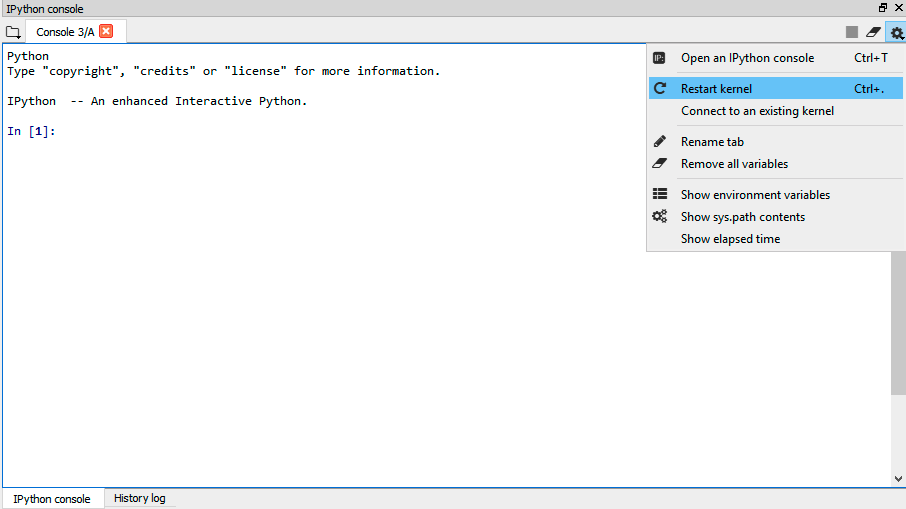 IPython console
Console 3/A
Python
Type "copyright", "credits" or "license" for more information.
IPython  -- An enhanced Interactive Python.
In [1]:
IP:
Open an IPython console Ctrl+T
Restart kernel Ctrl+.
Connect to an existing kernel
Rename tab
Remove all variables
Show environment variables
Show sys.path contents
Show elapsed time
IPython console
History log